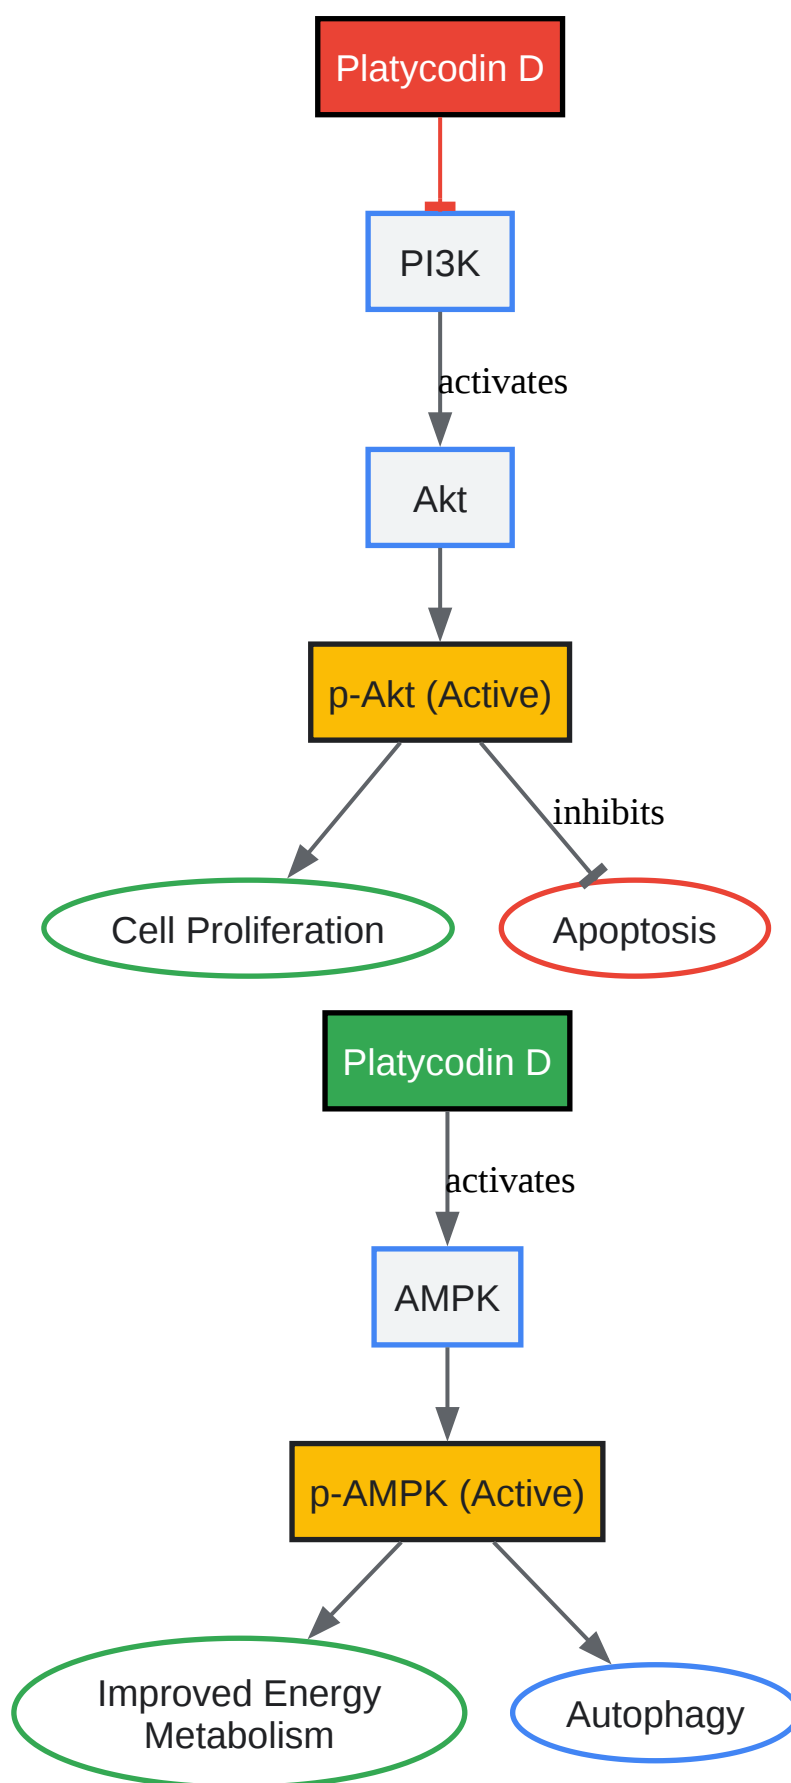 Platycodin D
PI3K
activates
Akt
p-Akt (Active)
inhibits
Cell Proliferation
Apoptosis
Platycodin D
activates
AMPK
p-AMPK (Active)
Improved Energy
Metabolism
Autophagy